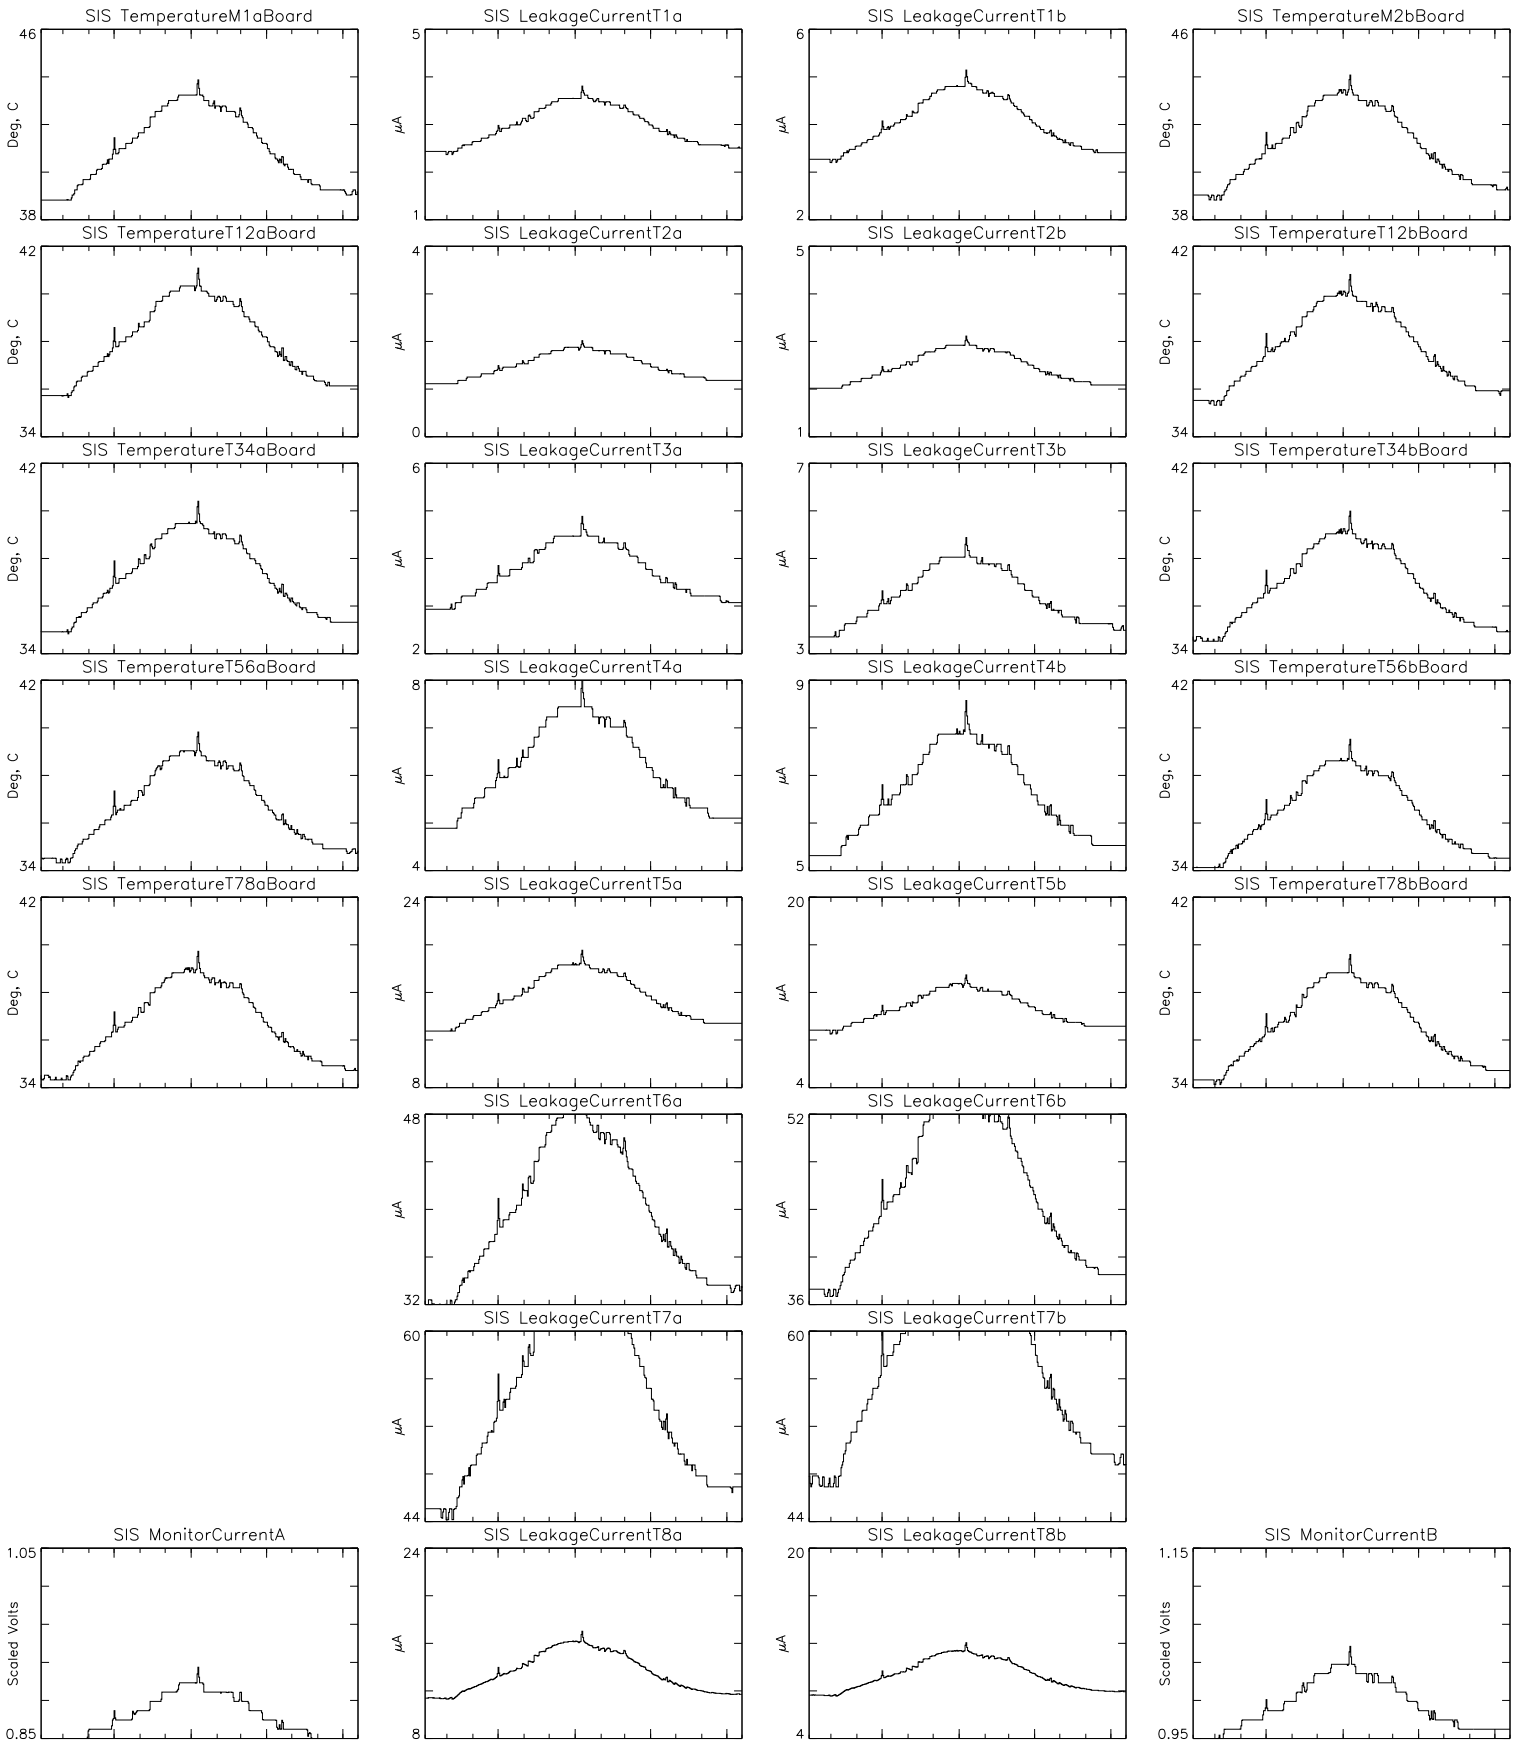 SIS TemperatureM1aBoard
46
Deg, C
38
SIS LeakageCurrentT1a
5
μA
1
SIS LeakageCurrentT1b
6
μA
2
SIS TemperatureM2bBoard
46
Deg, C
38
SIS TemperatureT12aBoard
42
Deg, C
34
SIS LeakageCurrentT2a
4
μA
0
SIS LeakageCurrentT2b
5
μA
1
SIS TemperatureT12bBoard
42
Deg, C
34
SIS TemperatureT34aBoard
42
Deg, C
34
SIS LeakageCurrentT3a
6
μA
2
SIS LeakageCurrentT3b
7
μA
3
SIS TemperatureT34bBoard
42
Deg, C
34
SIS TemperatureT56aBoard
42
Deg, C
34
SIS LeakageCurrentT4a
8
μA
4
SIS LeakageCurrentT4b
9
μA
5
SIS TemperatureT56bBoard
42
Deg, C
34
SIS TemperatureT78aBoard
42
Deg, C
34
SIS LeakageCurrentT5a
24
μA
8
SIS LeakageCurrentT5b
20
μA
4
SIS TemperatureT78bBoard
42
Deg, C
34
SIS LeakageCurrentT6a
48
μA
32
SIS LeakageCurrentT6b
52
μA
36
SIS LeakageCurrentT7a
60
μA
44
SIS LeakageCurrentT7b
60
μA
44
SIS MonitorCurrentA
1.05
Scaled Volts
0.85
SIS LeakageCurrentT8a
24
μA
8
SIS LeakageCurrentT8b
20
μA
4
SIS MonitorCurrentB
1.15
Scaled Volts
0.95